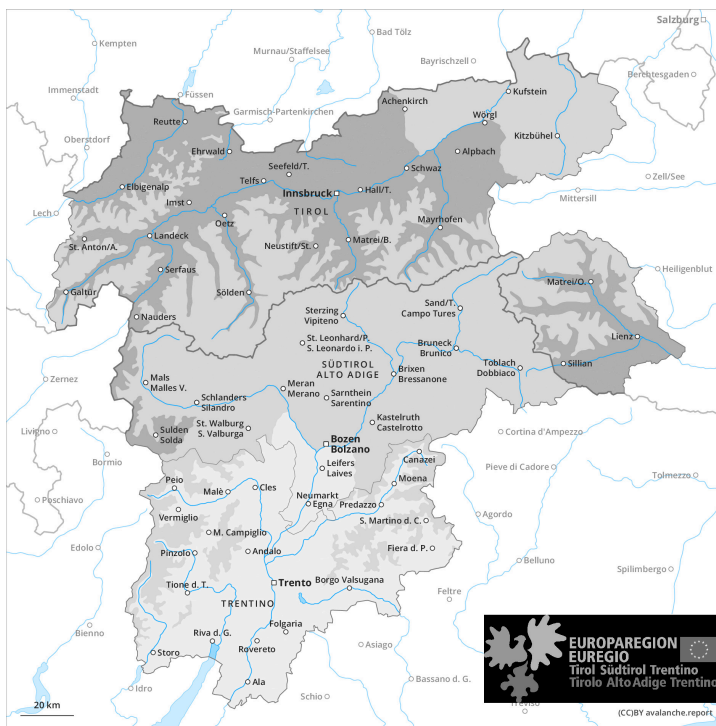 Salzburg
Kempten
Bad Tölz
Murnau/Staffelsee
Bayrischzell
Berchtesgaden
Immenstadt
Füssen
Kufstein
Achenkirch
Garmisch-Partenkirchen
Wörgl
Reutte
Kitzbühel
Oberstdorf
Ehrwald
Alpbach
Seefeld/T.
Schwaz
Zell/See
Telfs
Elbigenalp
Innsbruck
Hall/T.
Mittersill
Imst
TIROL
Lech
Oetz
Mayrhofen
Landeck
Matrei/B.
St. Anton/A.
Neustift/St.
Serfaus
Heiligenblut
Matrei/O.
Galtür
Sölden
Sand/T.
Campo Tures
Nauders
Sterzing
Vipiteno
Lienz
St. Leonhard/P.
S. Leonardo i. P.
Bruneck
Brunico
SÜDTIROL
ALTO ADIGE
Brixen
Bressanone
Toblach
Dobbiaco
Sillian
Zernez
Mals
Malles V.
Meran
Merano
Sarnthein
Sarentino
Schlanders
Silandro
Kastelruth
Castelrotto
St. Walburg
S. Valburga
Livigno
Sulden
Solda
Bozen
Bolzano
Cortina d'Ampezzo
Bormio
Canazei
Leifers
Laives
Pieve di Cadore
Tolmezzo
Poschiavo
Peio
Malè
Cles
Moena
Neumarkt
Egna
Predazzo
Vermiglio
S. Martino d. C.
Agordo
M. Campiglio
Edolo
Pinzolo
Andalo
Fiera d. P.
Belluno
Spilimbergo
Tione d. T.
Trento
Borgo Valsugana
Feltre
TRENTINO
Bienno
Riva d. G.
Folgaria
Rovereto
Asiago
Storo
Idro
Ala
Schio
Bassano d. G.
Treviso
EUROPAREGION
EUREGIO
Tirol Südtirol Trentino
Tirolo Alto Adige Trentino
20 km
(CC)BY avalanche.report